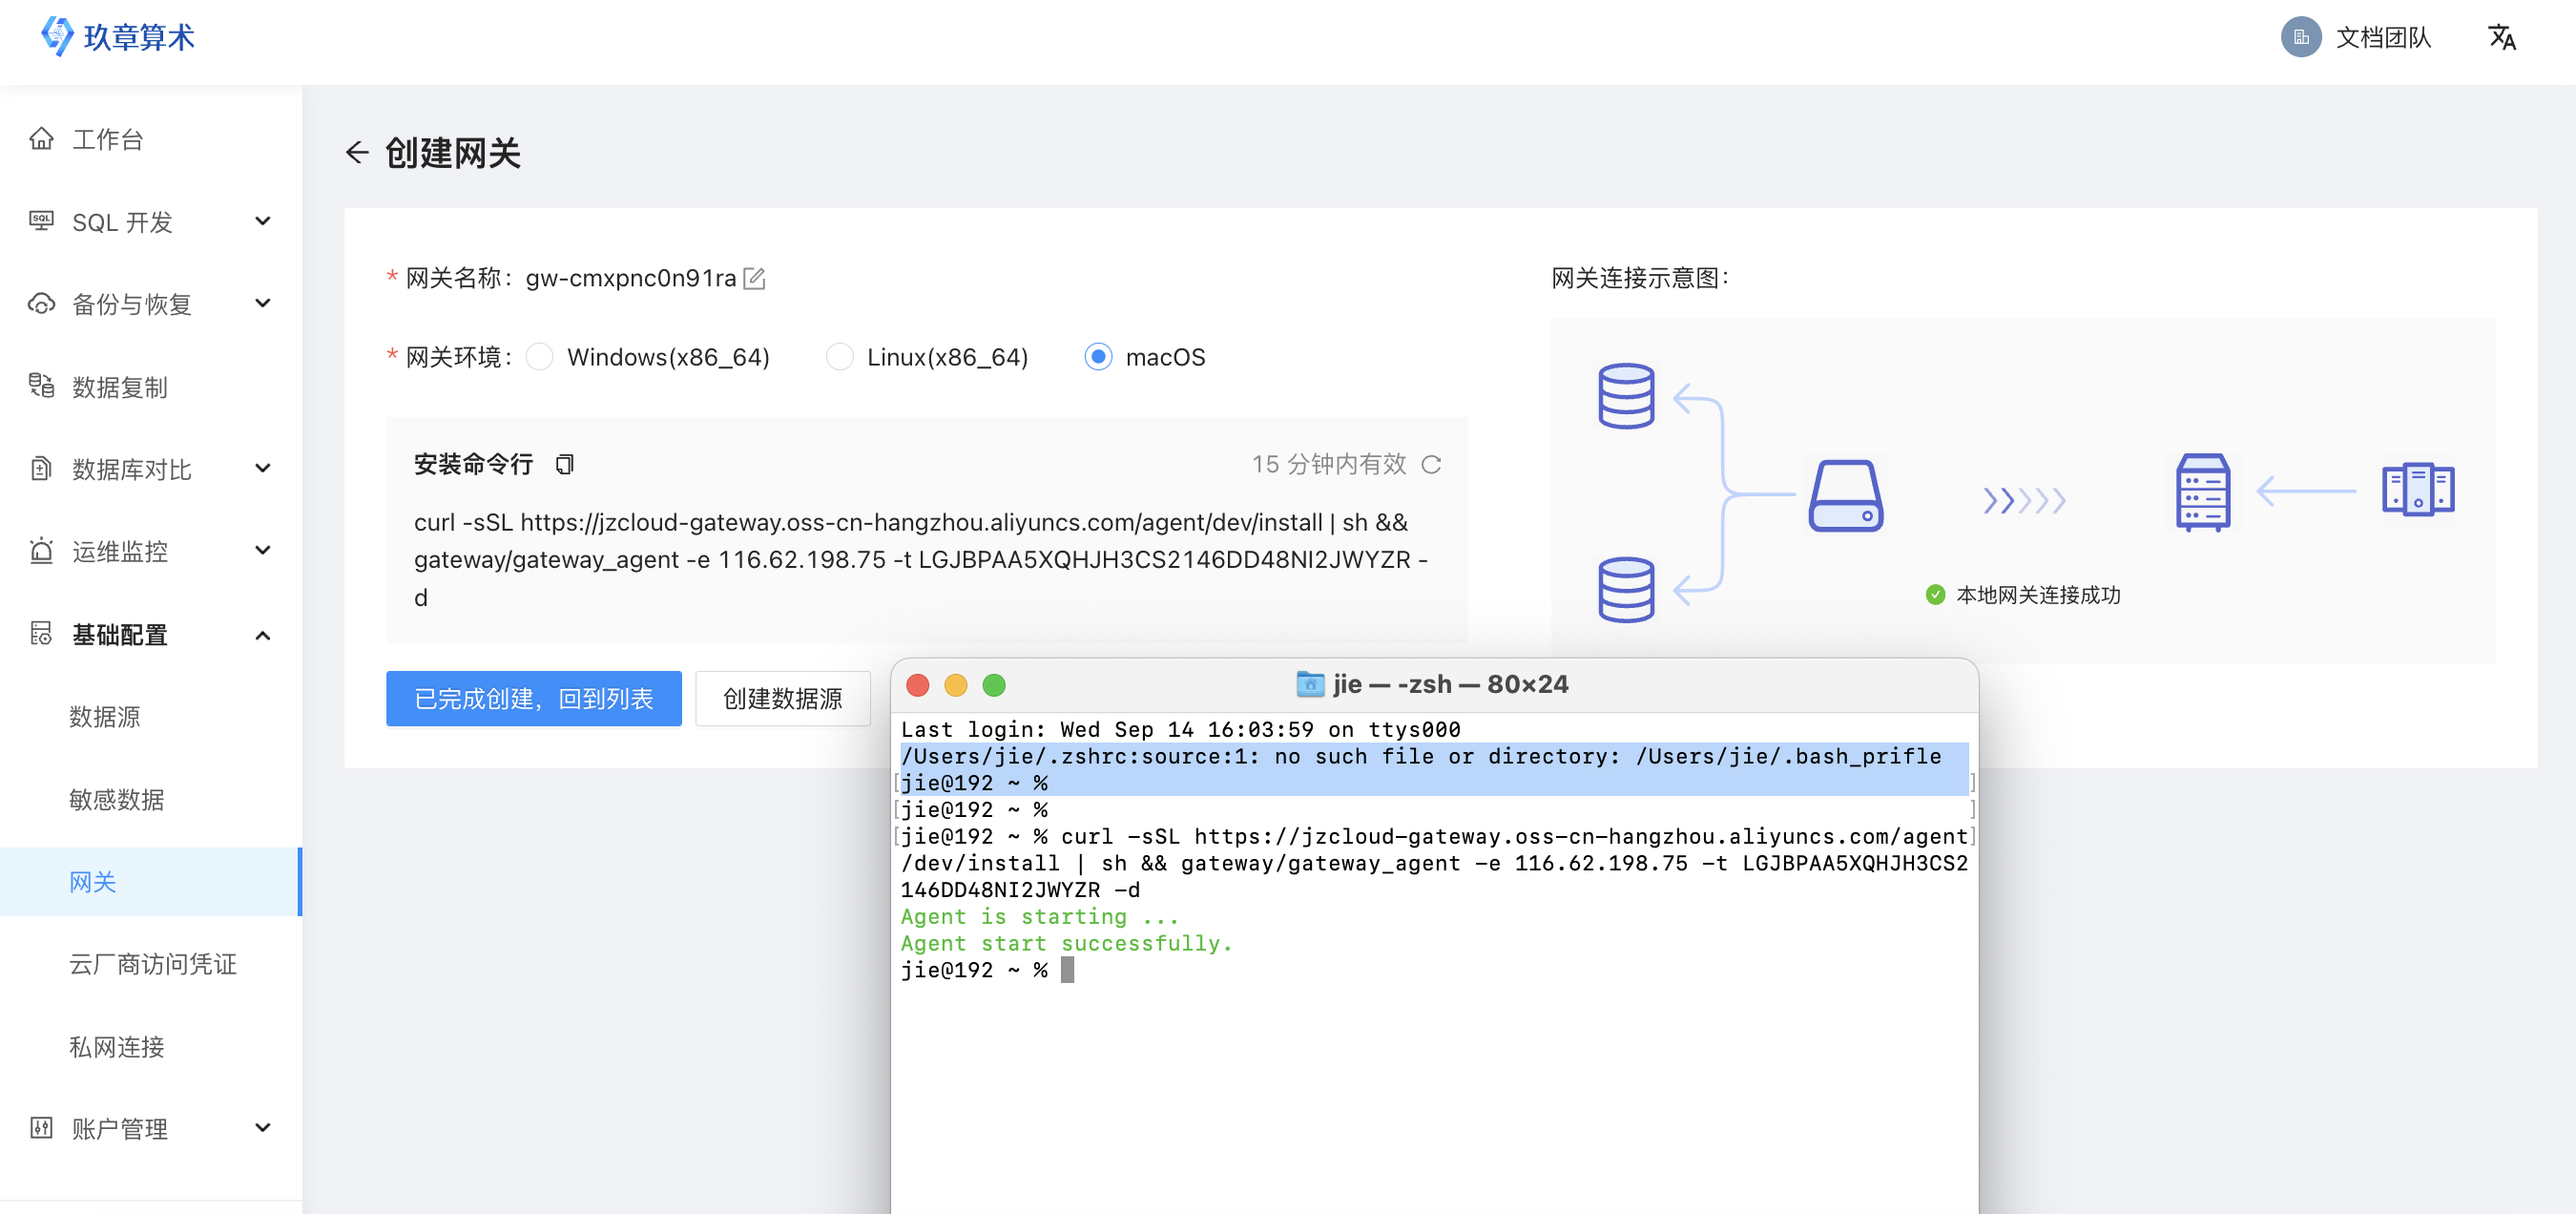 玖章算术
文档团队
工作台
SQL 开发
备份与恢复
数据复制
数据库对比
运维监控
基础配置
数据源
敏感数据
网关
云厂商访问凭证
私网连接
账户管理
创建网关
* 网关名称: gw-cmxpnc0n91ra
* 网关环境: Windows(x86_64) Linux(x86_64) macOS
安装命令行 15 分钟内有效
curl -sSL https://jzcloud-gateway.oss-cn-hangzhou.aliyuncs.com/agent/dev/install | sh &&
gateway/gateway_agent -e 116.62.198.75 -t LGJBPAA5XQHJH3CS2146DD48NI2JWYZR -
d
已完成创建，回到列表 创建数据源
网关连接示意图:
本地网关连接成功
jie — -zsh — 80×24
Last login: Wed Sep 14 16:03:59 on ttys000
/Users/jie/.zshrc:source:1: no such file or directory: /Users/jie/.bash_prifle
[jie@192 ~ % ]
[jie@192 ~ % ]
[jie@192 ~ % curl -sSL https://jzcloud-gateway.oss-cn-hangzhou.aliyuncs.com/agent]
/dev/install | sh && gateway/gateway_agent -e 116.62.198.75 -t LGJBPAA5XQHJH3CS2
146DD48NI2JWYZR -d
Agent is starting ...
Agent start successfully.
jie@192 ~ %